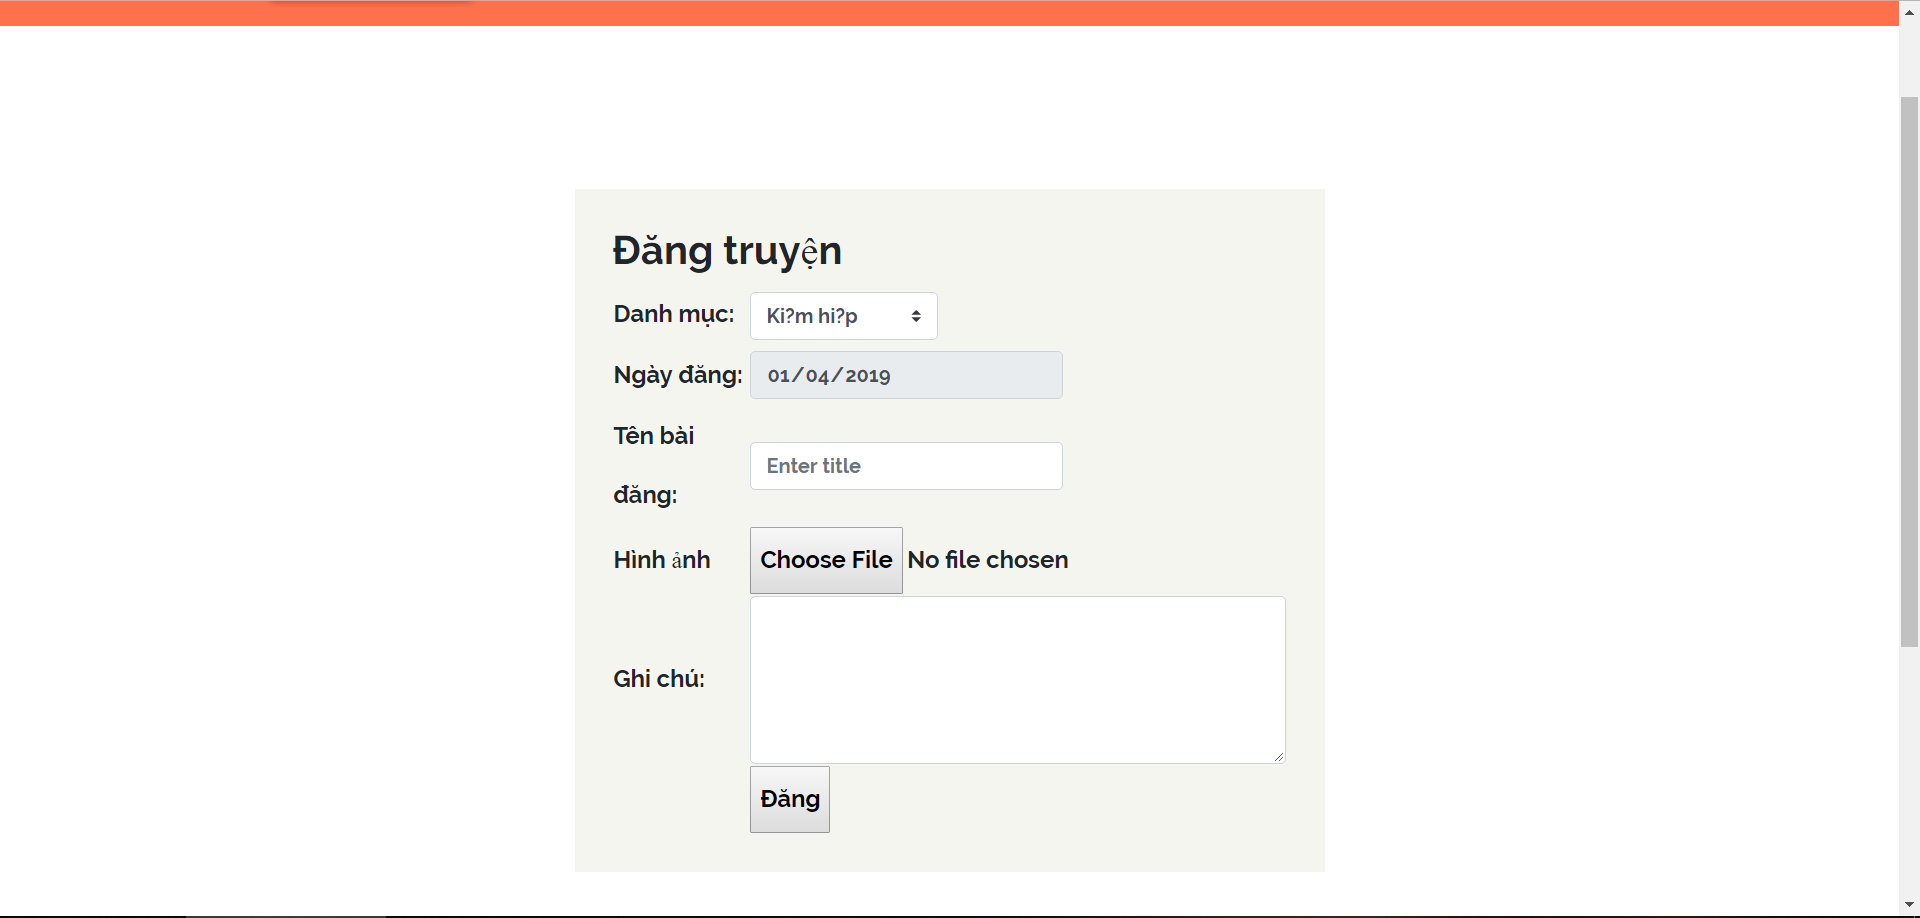 Đăng truyện
Danh mục: Ki?m hi?p
Ngày đăng: 01/04/2019
Tên bài
đăng:
Enter title
Hình ảnh Choose File No file chosen
Ghi chú:
Đăng